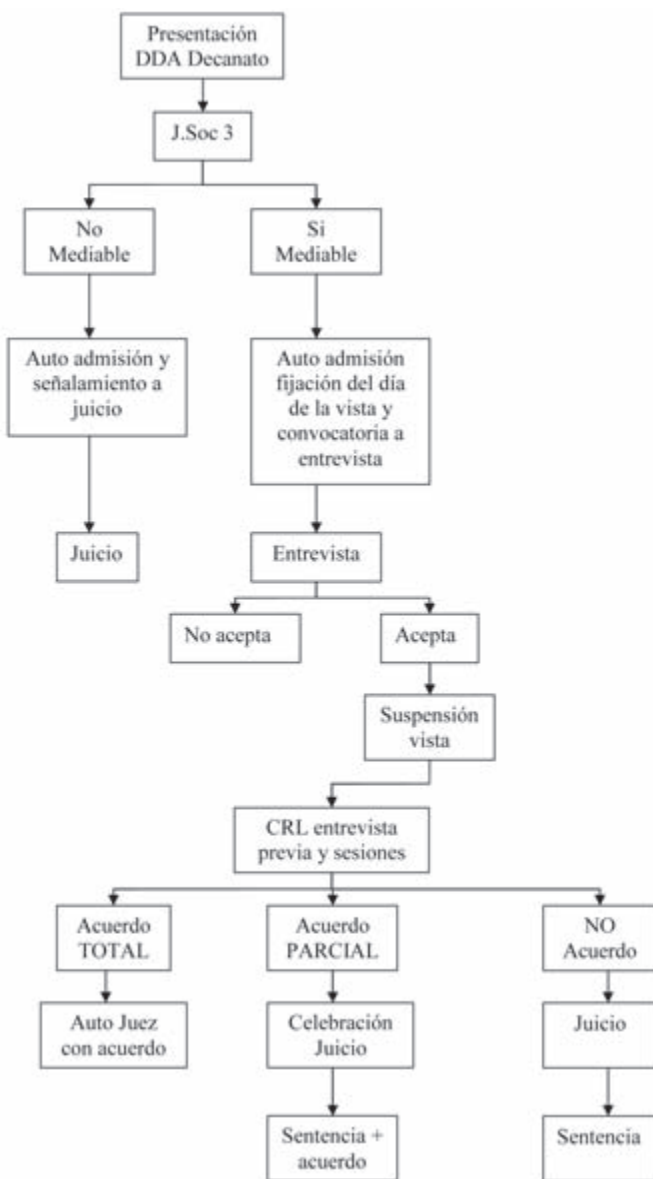 Presentación
DDA Decanato
J.Soc 3
No
Mediable
Si
Mediable
Auto admisión y
señalamiento a
juicio
Auto admisión
fijación del día
de la vista y
convocatoria a
entrevista
Juicio
Entrevista
No acepta
Acepta
Suspensión
vista
CRL entrevista
previa y sesiones
Acuerdo
TOTAL
Acuerdo
PARCIAL
NO
Acuerdo
Auto Juez
con acuerdo
Celebración
Juicio
Juicio
Sentencia +
acuerdo
Sentencia